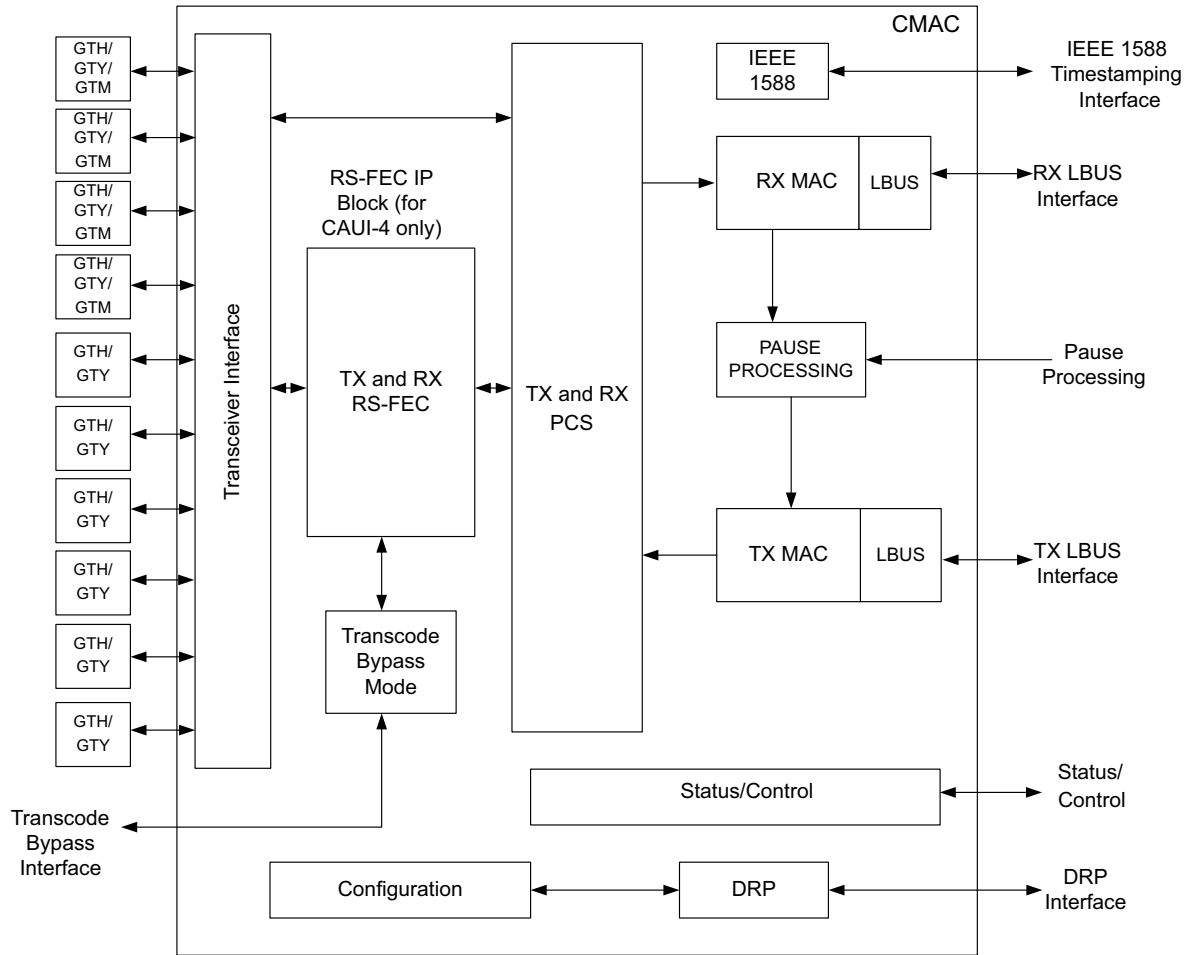 CMAC
GTH/
GTY/
GTM
GTH/
GTY/
GTM
GTH/
GTY/
GTM
GTH/
GTY/
GTM
GTH/
GTY
GTH/
GTY
GTH/
GTY
GTH/
GTY
GTH/
GTY
GTH/
GTY
Transceiver Interface
RS-FEC IP
Block (for
CAUI-4 only)
TX and RX
RS-FEC
Transcode
Bypass
Mode
Transcode
Bypass
Interface
TX and RX
PCS
IEEE
1588
IEEE 1588
Timestamping
Interface
RX MAC
LBUS
RX LBUS
Interface
PAUSE
PROCESSING
Pause
Processing
TX MAC
LBUS
TX LBUS
Interface
Status/Control
Status/
Control
Configuration
DRP
DRP
Interface